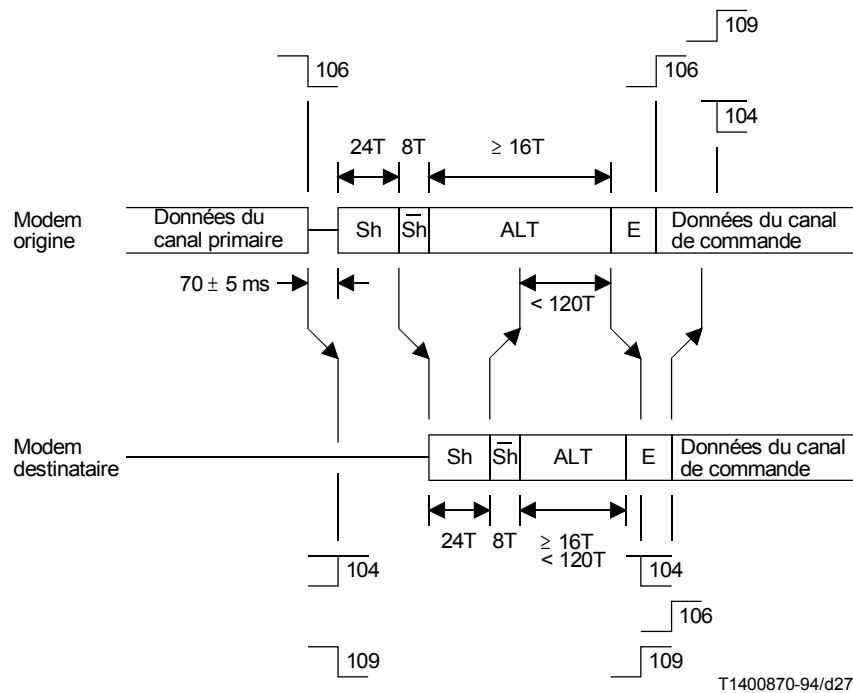 109
106
106
104
24T 8T ≥ 16T
Modem
origine
Données du
canal primaire
Sh
S̅h
ALT
E
Données du canal
de commande
70 ± 5 ms
< 120T
Modem
destinataire
Sh
S̅h
ALT
E
Données du canal
de commande
24T 8T ≥ 16T
< 120T
104
104
106
109
109
T1400870-94/d27